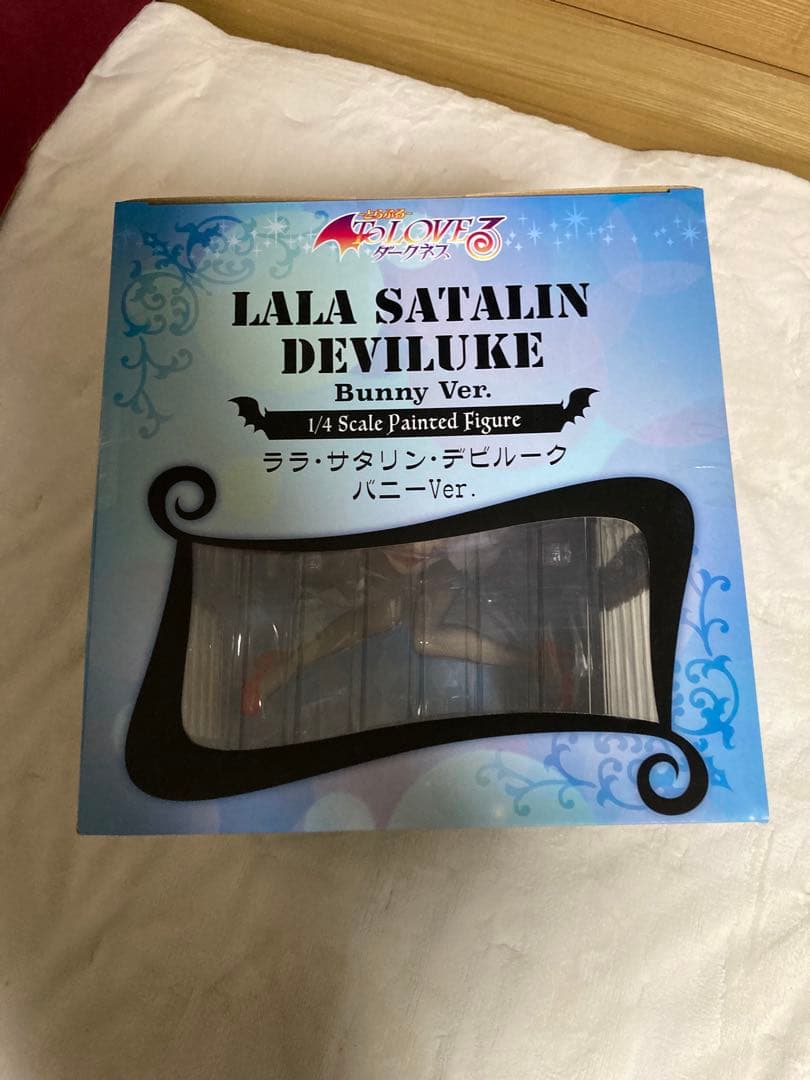 -とらぶる-
To LOVEる
ダークネス
LALA SATALIN
DEVILUKE
Bunny Ver.
1/4 Scale Painted Figure
ララ・サタリン・デビルーク
バニーVer.